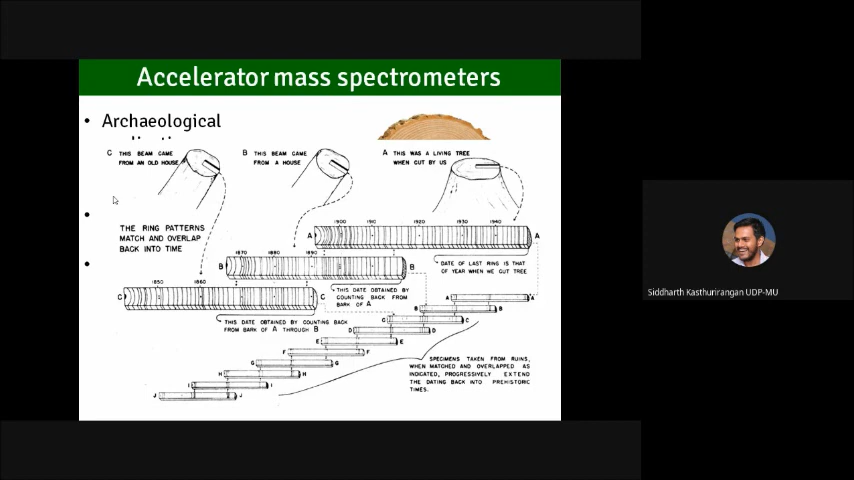 Accelerator mass spectrometers
• Archaeological
C THIS BEAM CAME
FROM AN OLD HOUSE
B THIS BEAM CAME
FROM A HOUSE
A THIS WAS A LIVING TREE
WHEN CUT BY US
THE RING PATTERNS
MATCH AND OVERLAP
BACK INTO TIME
1900 1910 1920 1930 1940
A A
1870 1880 1890
B B
DATE OF LAST RING IS THAT
OF YEAR WHEN WE CUT TREE
1850 1860
C C
THIS DATE OBTAINED BY
COUNTING BACK FROM
BARK OF A
THIS DATE OBTAINED BY COUNTING BACK
FROM BARK OF A THROUGH B
A A
B B
C C
D D
E E
F F
G G
H H
I I
J J
SPECIMENS TAKEN FROM RUINS,
WHEN MATCHED AND OVERLAPPED AS
INDICATED, PROGRESSIVELY EXTEND
THE DATING BACK INTO PREHISTORIC
TIMES.
Siddharth Kasthurirangan UDP-MU